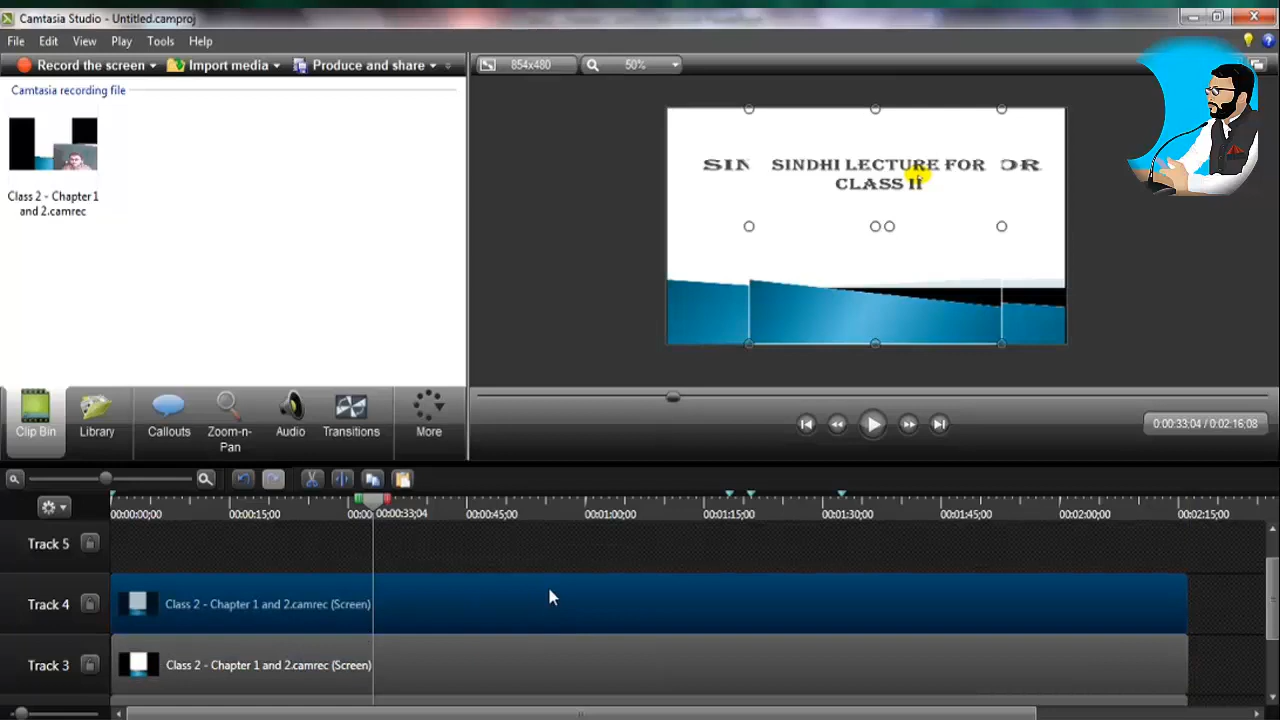 Camtasia Studio - Untitled.camproj
File Edit View Play Tools Help
Record the screen Import media Produce and share
854x480 50%
Camtasia recording file
Class 2 - Chapter 1
and 2.camrec
SIN SINDHI LECTURE FOR OR
CLASS II
Clip Bin Library Callouts Zoom-n-
Pan Audio Transitions More
0:00:33;04 / 0:02:16;08
00:00:00;00 00:00:15;00 00:00 00:00:33;04 00:00:45;00 00:01:00;00 00:01:15;00 00:01:30;00 00:01:45;00 00:02:00;00 00:02:15;00
Track 5
Track 4 Class 2 - Chapter 1 and 2.camrec (Screen)
Track 3 Class 2 - Chapter 1 and 2.camrec (Screen)